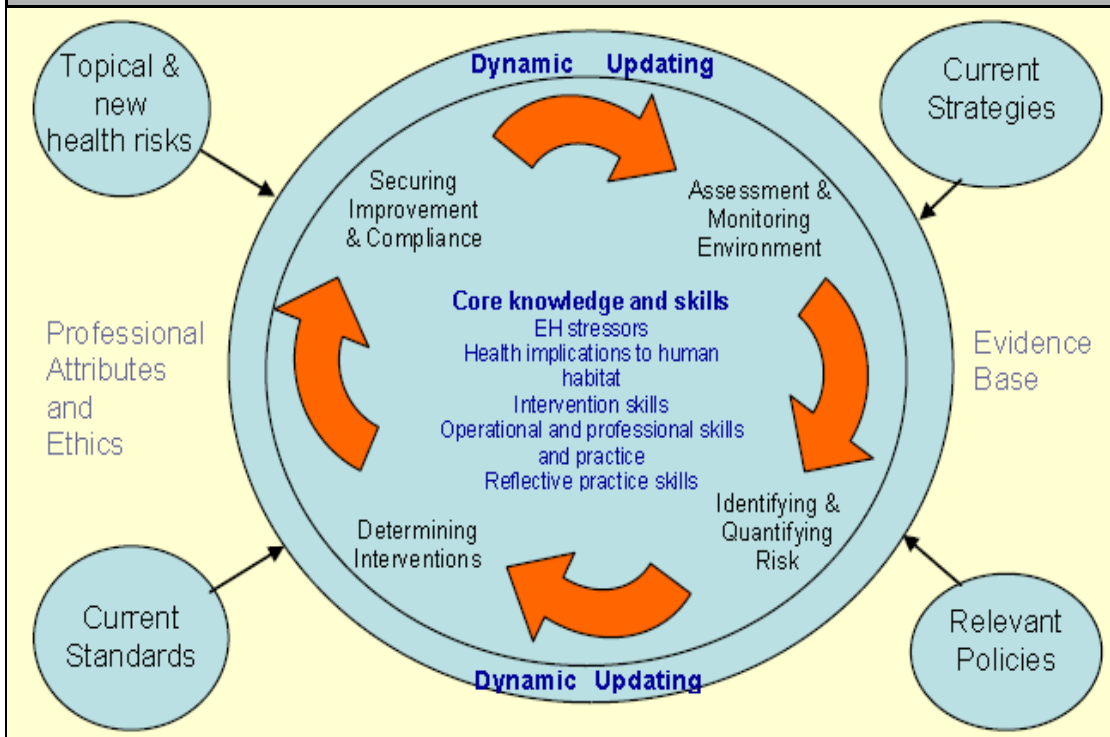 Dynamic Updating
Topical &
new
health risks
Current
Strategies
Securing
Improvement
& Compliance
Assessment &
Monitoring
Environment
Core knowledge and skills
EH stressors
Health implications to human
habitat
Intervention skills
Operational and professional skills
and practice
Reflective practice skills
Professional
Attributes
and
Ethics
Evidence
Base
Determining
Interventions
Identifying &
Quantifying
Risk
Current
Standards
Relevant
Policies
Dynamic Updating